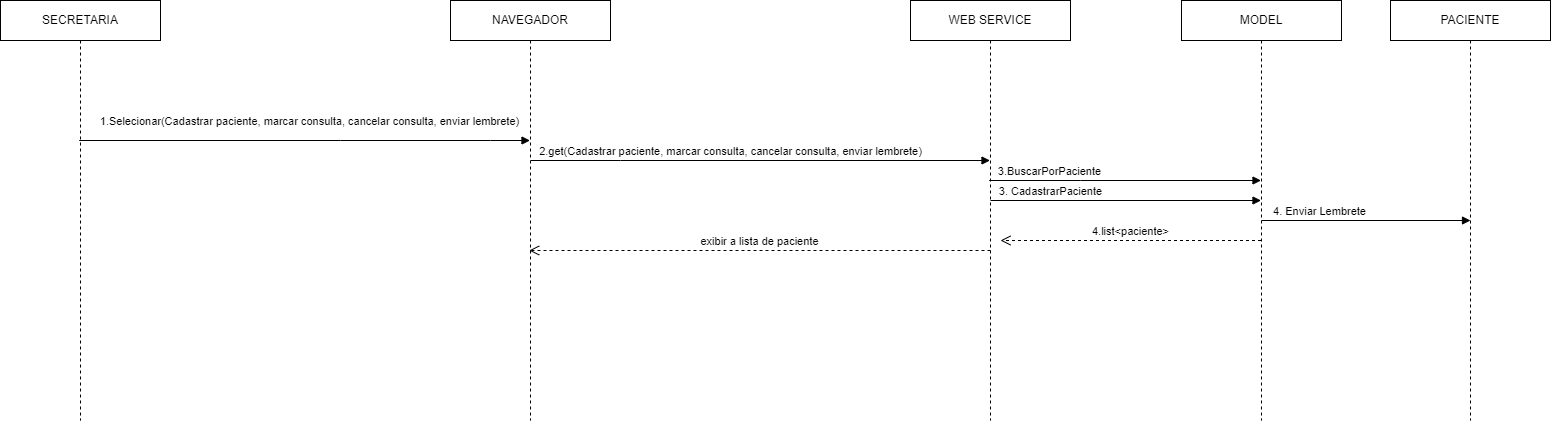 SECRETARIA
NAVEGADOR
WEB SERVICE
MODEL
PACIENTE
1.Selecionar(Cadastrar paciente, marcar consulta, cancelar consulta, enviar lembrete)
2.get(Cadastrar paciente, marcar consulta, cancelar consulta, enviar lembrete)
3.BuscarPorPaciente
3. CadastrarPaciente
4. Enviar Lembrete
4.list<paciente>
exibir a lista de paciente